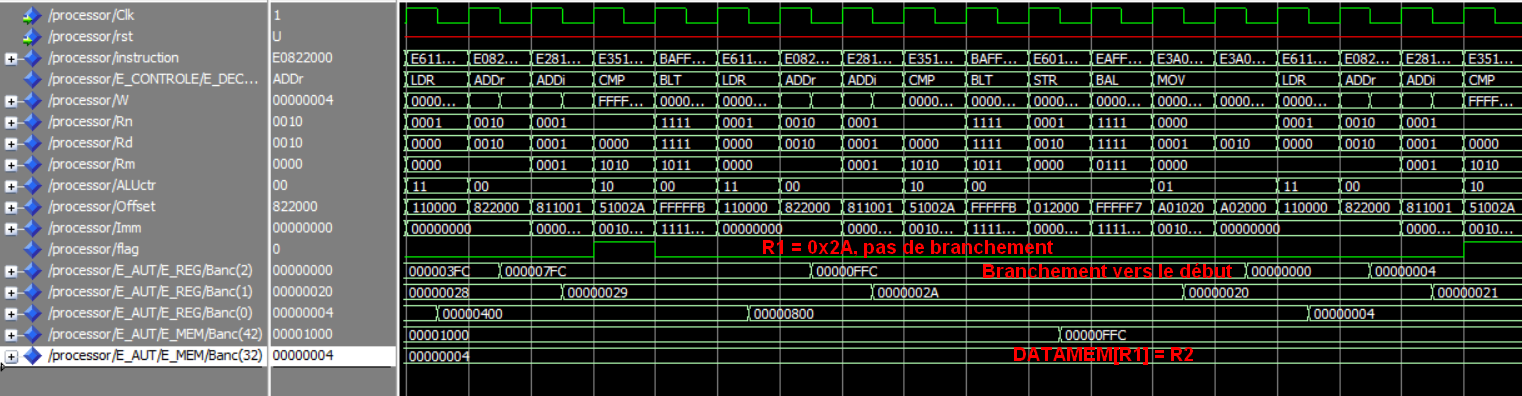 /processor/Clk 1
/processor/rst U
/processor/instruction E0822000 E611... E082... E281... E351... BAFF... E611... E082... E281... E351... BAFF... E601... EAFF... E3A0... E3A0... E611... E082... E281... E351...
/processor/E_CONTROLE/E_DEC... ADDr LDR ADDr ADDi CMP BLT LDR ADDr ADDi CMP BLT STR BAL MOV LDR ADDr ADDi CMP
/processor/W 00000004 0000... FFFF... 0000... 0000... 0000... 0000... 0000... 0000... 0000... 0000... 0000... FFFF...
/processor/Rn 0010 0001 0010 0001 1111 0001 0010 0001 1111 0001 1111 0000 0001 0010 0001
/processor/Rd 0010 0000 0010 0001 0000 1111 0000 0010 0001 0000 1111 0010 1111 0001 0010 0000 0010 0001 0000
/processor/Rm 0000 0000 0001 1010 1011 0000 0001 1010 1011 0000 0111 0000 0001 1010
/processor/ALUctr 00 11 00 10 00 11 00 10 00 01 11 00 10
/processor/Offset 822000 110000 822000 811001 51002A FFFFFB 110000 822000 811001 51002A FFFFFB 012000 FFFFF7 A01020 A02000 110000 822000 811001 51002A
/processor/Imm 00000000 00000000 0000... 0010... 1111... 00000000 0000... 0010... 1111... 0000... 1111... 0010... 00000000 0000... 0010...
/processor/flag 0 R1 = 0x2A, pas de branchement
/processor/E_AUT/E_REG/Banc(2) 00000000 000003FC 000007FC 00000FFC Branchement vers le dèbut 00000000 00000004
/processor/E_AUT/E_REG/Banc(1) 00000020 00000028 00000029 0000002A 00000020 00000021
/processor/E_AUT/E_REG/Banc(0) 00000004 00000400 00000800 00000004
/processor/E_AUT/E_MEM/Banc(42) 00001000 00001000 00000FFC
/processor/E_AUT/E_MEM/Banc(32) 00000004 00000004 DATAMEM[R1] = R2